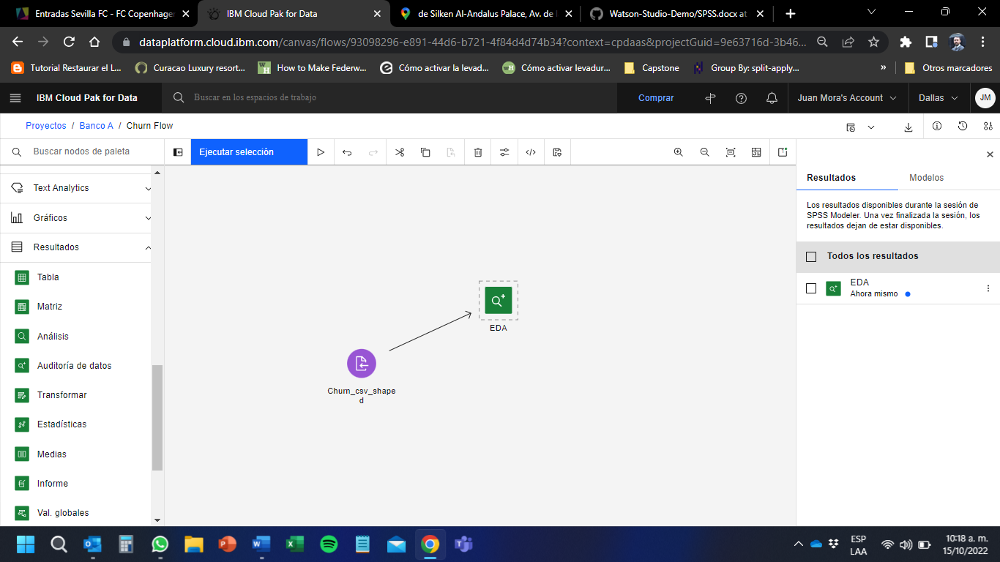 Entradas Sevilla FC - FC Copenhagen
IBM Cloud Pak for Data
de Silken Al-Andalus Palace, Av. de
Watson-Studio-Demo/SPSS.docx at
dataplatform.cloud.ibm.com/canvas/flows/93098296-e891-44d6-b721-4f84d4d74b34?context=cpdaas&projectGuid=9e63716d-3b46...
Tutorial Restaurar el L...
Curacao Luxury resort...
How to Make Federw...
Cómo activar la levad...
Cómo activar levadur...
Capstone
Group By: split-apply...
»
Otros marcadores
IBM Cloud Pak for Data
Buscar en los espacios de trabajo
Comprar
Juan Mora's Account
Dallas
JM
Proyectos / Banco A / Churn Flow
Buscar nodos de paleta
Ejecutar selección
Text Analytics
Gráficos
Resultados
Tabla
Matriz
Análisis
Auditoría de datos
Transformar
Estadísticas
Medias
Informe
Val. globales
EDA
Churn_csv_shape
d
Resultados
Modelos
Los resultados disponibles durante la sesión de
SPSS Modeler. Una vez finalizada la sesión, los
resultados dejan de estar disponibles.
Todos los resultados
EDA
Ahora mismo
ESP
LAA
10:18 a. m.
15/10/2022